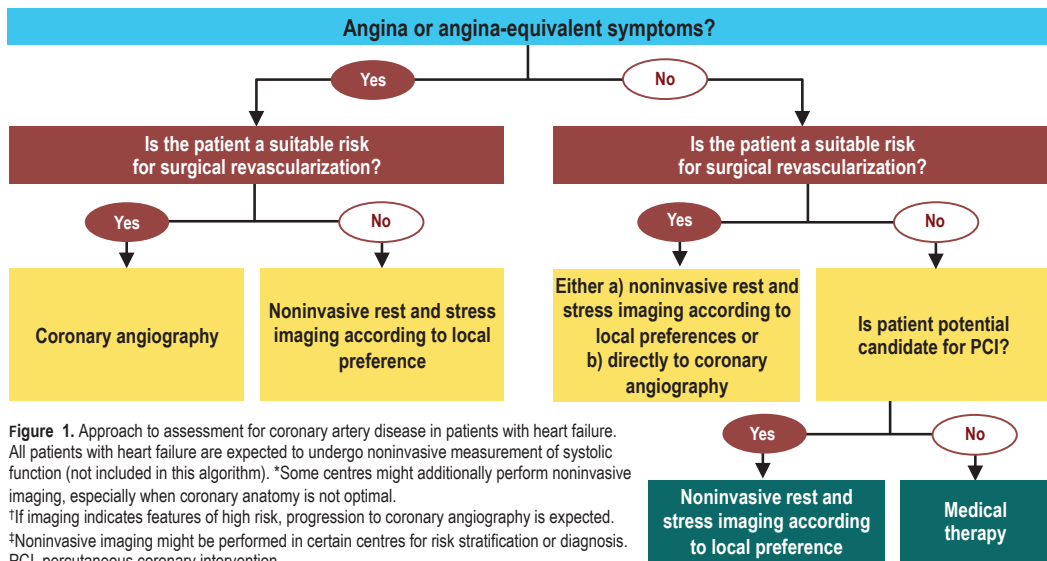 Angina or angina-equivalent symptoms?
Yes
No
Is the patient a suitable risk
for surgical revascularization?
Is the patient a suitable risk
for surgical revascularization?
Yes
No
Yes
No
Coronary angiography
Noninvasive rest and stress
imaging according to local
preference
Either a) noninvasive rest and
stress imaging according to
local preferences or
b) directly to coronary
angiography
Is patient potential
candidate for PCI?
Yes
No
Noninvasive rest and
stress imaging according
to local preference
Medical
therapy
Figure 1. Approach to assessment for coronary artery disease in patients with heart failure.
All patients with heart failure are expected to undergo noninvasive measurement of systolic
function (not included in this algorithm). *Some centres might additionally perform noninvasive
imaging, especially when coronary anatomy is not optimal.
†If imaging indicates features of high risk, progression to coronary angiography is expected.
‡Noninvasive imaging might be performed in certain centres for risk stratification or diagnosis.
PCI, percutaneous coronary intervention